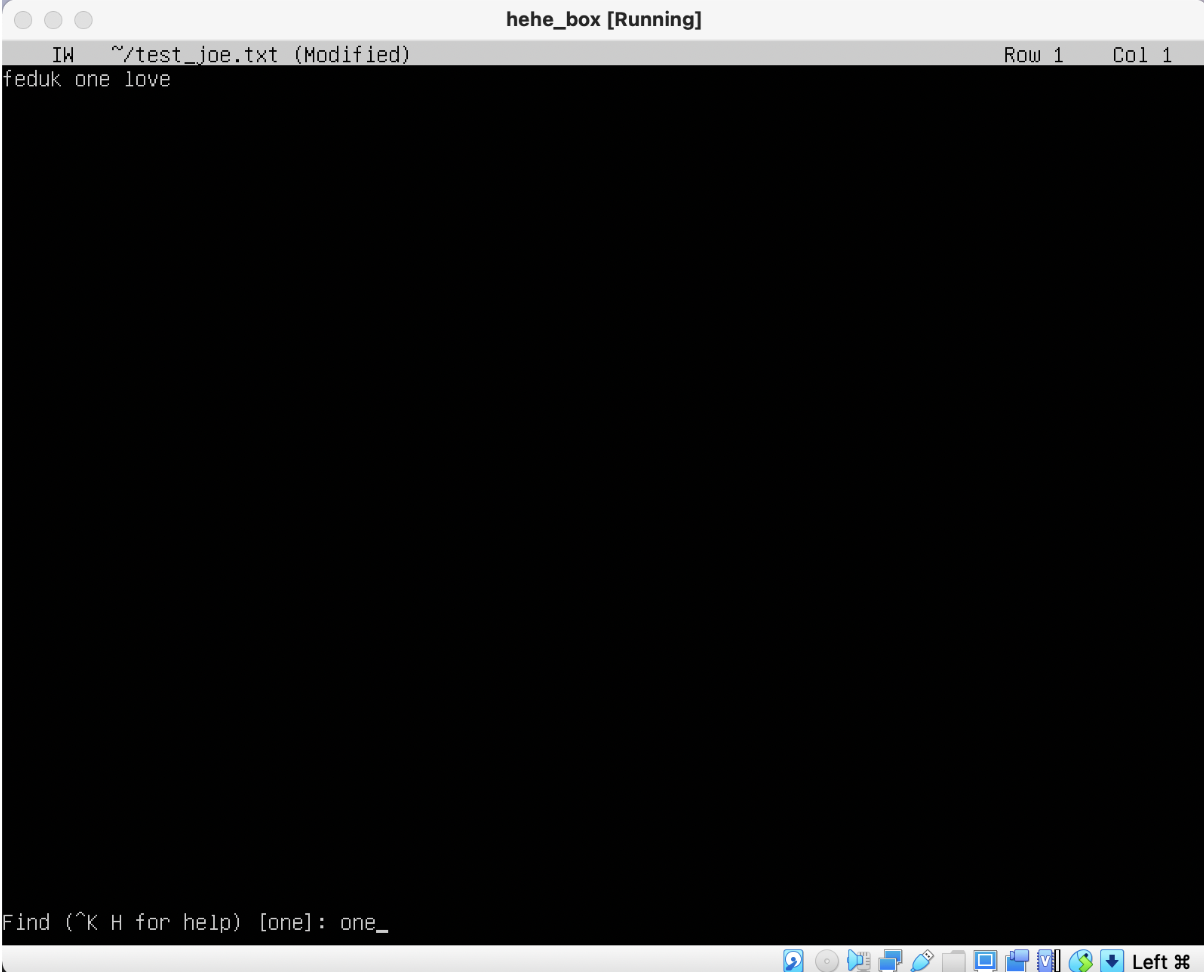 hehe_box [Running]
IW ~/test_joe.txt (Modified) Row 1 Col 1
feduk one love
Find (^K H for help) [one]: one_
Left ⌘